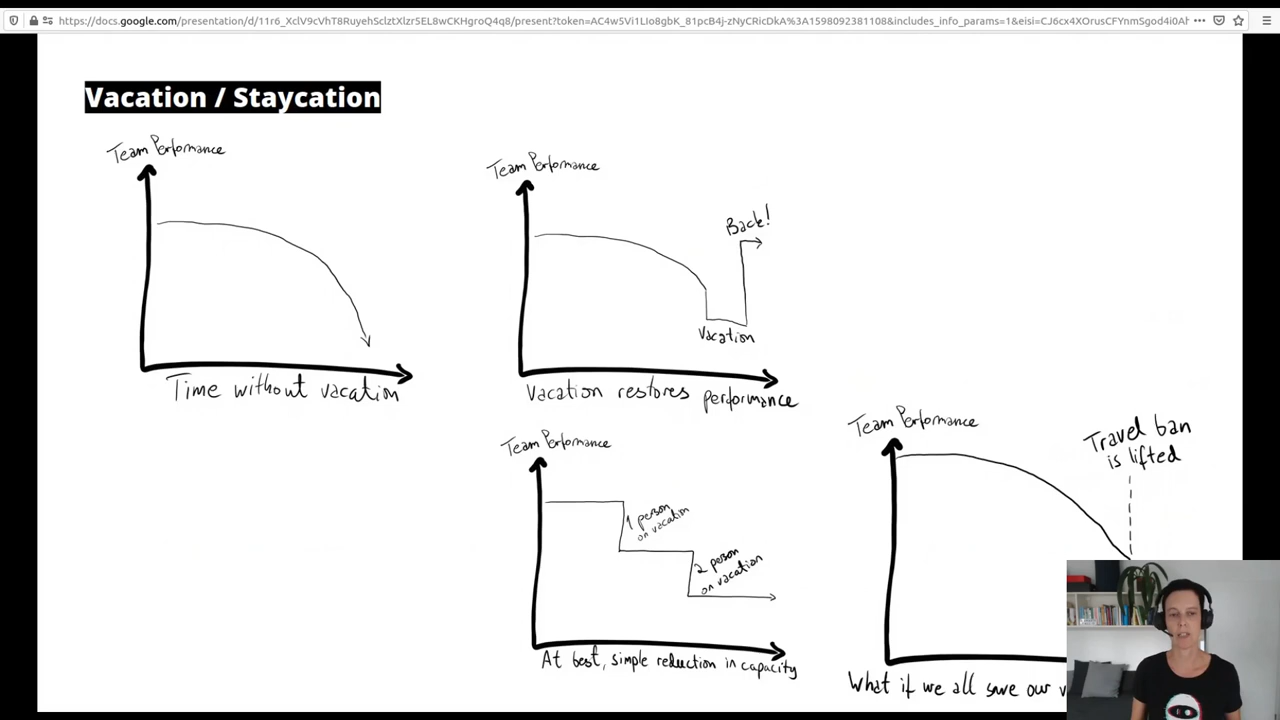 https://docs.google.com/presentation/d/11r6_XclV9cVhT8RuyehSclztXlzr5EL8wCKHgroQ4q8/present?token=AC4w5Vi1LIo8gbK_81pcB4j-zNyCRicDkA%3A1598092381108&includes_info_params=1&eisi=CJ6cx4XOrusCFYnmSgod4i0Al
Vacation / Staycation
Team Performance
Time without vacation
Team Performance
Back!
Vacation
Vacation restores performance
Team Performance
1 person
on vacation
2 person
on vacation
At best, simple reduction in capacity
Team Performance
Travel ban
is lifted
What if we all save our v